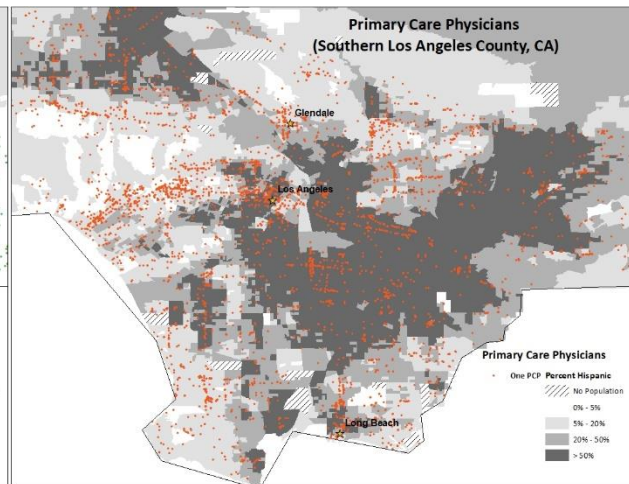 Primary Care Physicians
(Southern Los Angeles County, CA)
Glendale
Los Angeles
Long Beach
Primary Care Physicians
One PCP Percent Hispanic
No Population
0% - 5%
5% - 20%
20% - 50%
> 50%